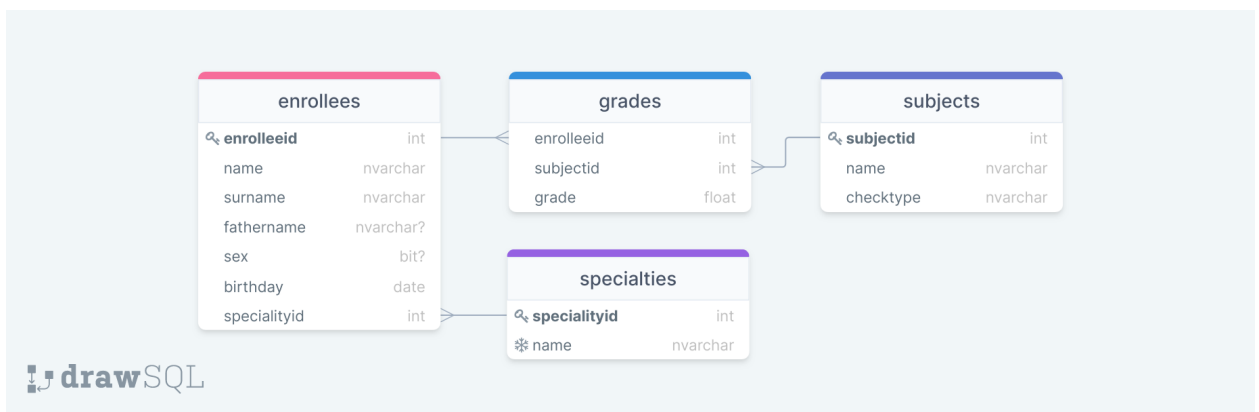 enrollees
enrolleeid int
name nvarchar
surname nvarchar
fathername nvarchar?
sex bit?
birthday date
specialityid int
grades
enrolleeid int
subjectid int
grade float
subjects
subjectid int
name nvarchar
checktype nvarchar
specialties
specialityid int
name nvarchar
drawSQL